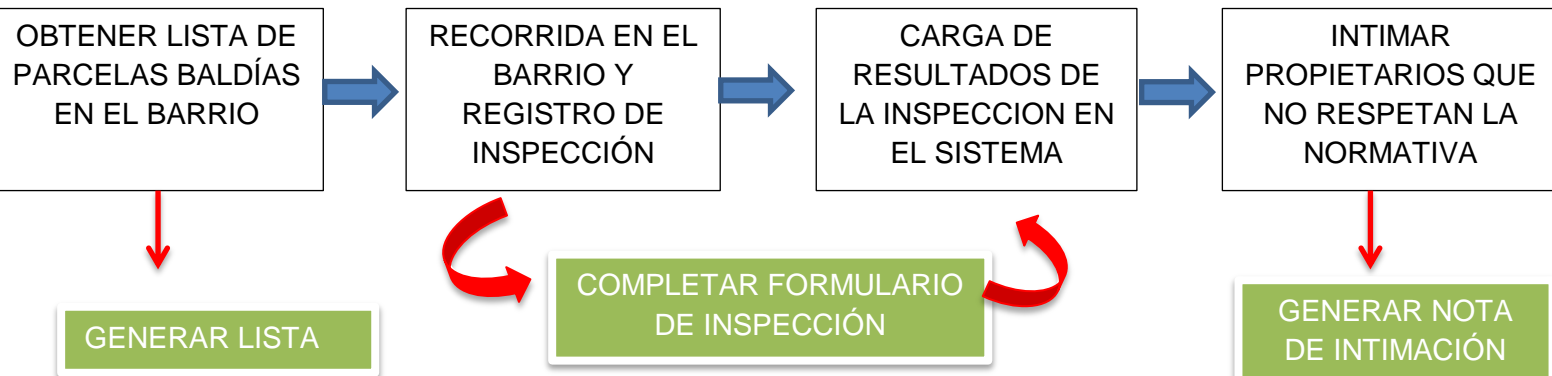 OBTENER LISTA DE
PARCELAS BALDÍAS
EN EL BARRIO
RECORRIDA EN EL
BARRIO Y
REGISTRO DE
INSPECCIÓN
CARGA DE
RESULTADOS DE
LA INSPECCION EN
EL SISTEMA
INTIMAR
PROPIETARIOS QUE
NO RESPETAN LA
NORMATIVA
GENERAR LISTA
COMPLETAR FORMULARIO
DE INSPECCIÓN
GENERAR NOTA
DE INTIMACIÓN